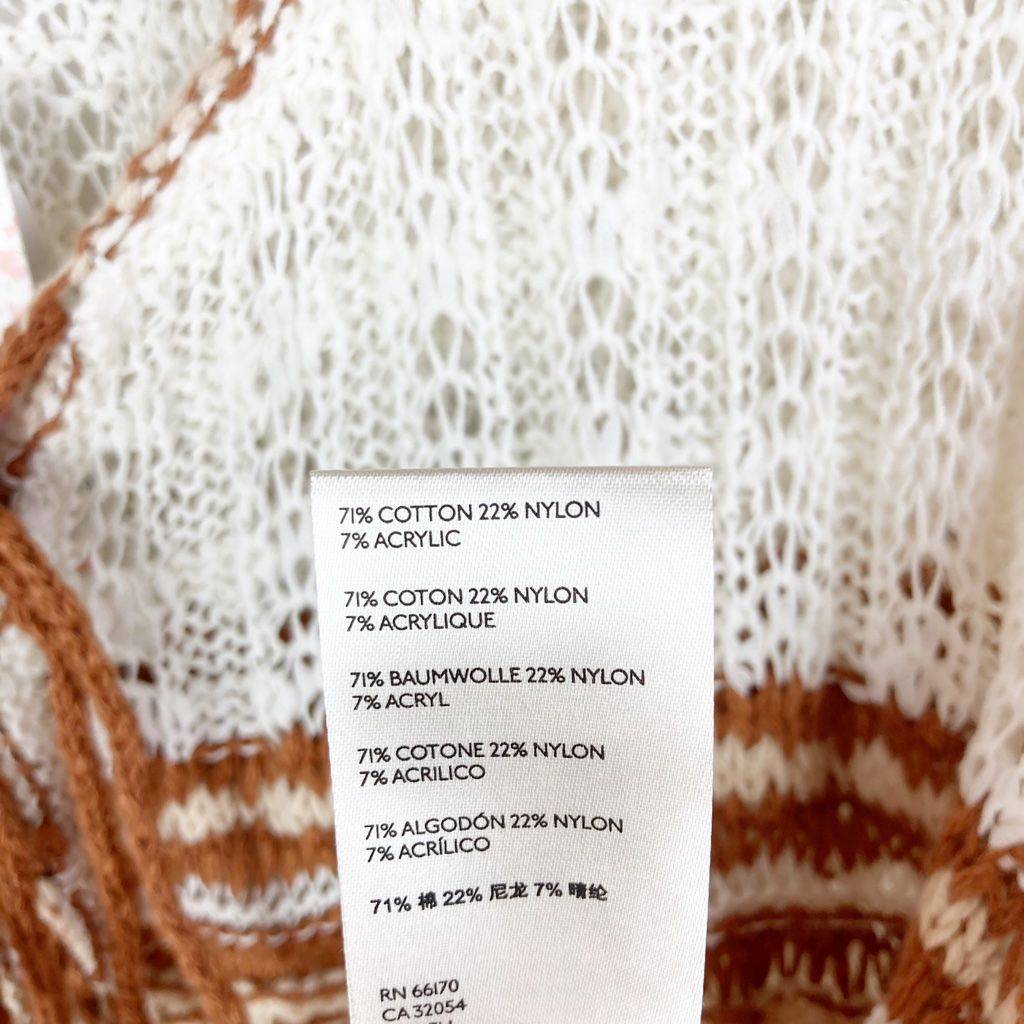 71% COTTON 22% NYLON
7% ACRYLIC
71% COTON 22% NYLON
7% ACRYLIQUE
71% BAUMWOLLE 22% NYLON
7% ACRYL
71% COTONE 22% NYLON
7% ACRILICO
71% ALGODÓN 22% NYLON
7% ACRÍLICO
71% 棉 22% 尼龙 7% 晴纶
RN 66170
CA 32054